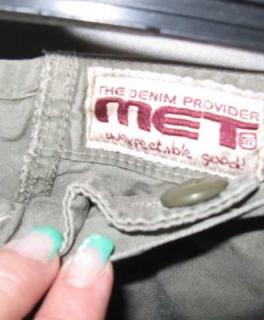 THE DENIM PROVIDER
MET
unexpectable good!